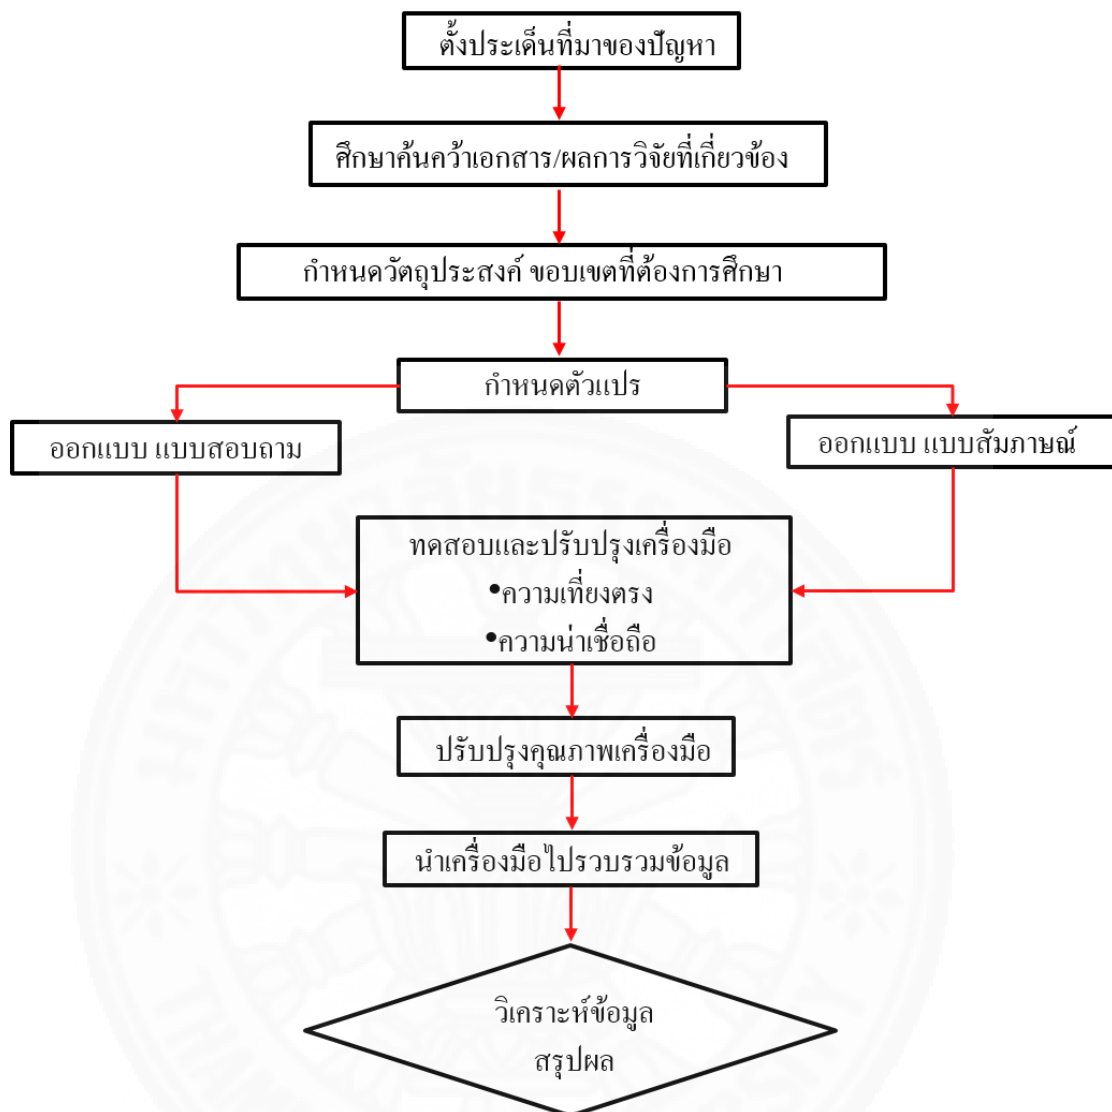 ตั้งประเด็นที่มาของปัญหา
ศึกษาค้นคว้าเอกสาร/ผลการวิจัยที่เกี่ยวข้อง
กำหนดวัตถุประสงค์ ขอบเขตที่ต้องการศึกษา
กำหนดตัวแปร
ออกแบบ แบบสอบถาม
ออกแบบ แบบสัมภาษณ์
ทดสอบและปรับปรุงเครื่องมือ
•ความเที่ยงตรง
•ความน่าเชื่อถือ
ปรับปรุงคุณภาพเครื่องมือ
นำเครื่องมือไปรวบรวมข้อมูล
วิเคราะห์ข้อมูล
สรุปผล